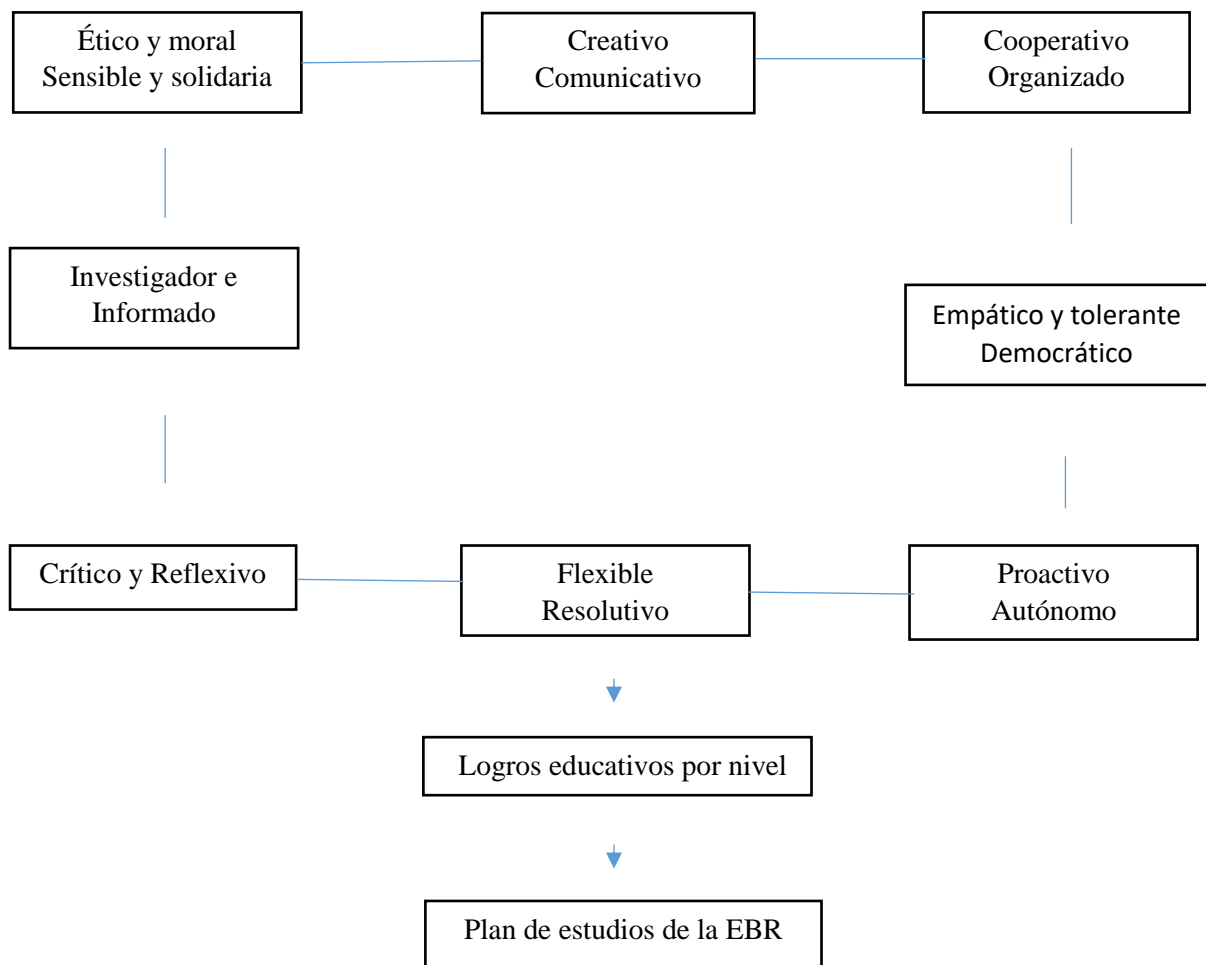 Ético y moral
Sensible y solidaria
Creativo
Comunicativo
Cooperativo
Organizado
Investigador e
Informado
Empático y tolerante
Democrático
Crítico y Reflexivo
Flexible
Resolutivo
Proactivo
Autónomo
Logros educativos por nivel
Plan de estudios de la EBR